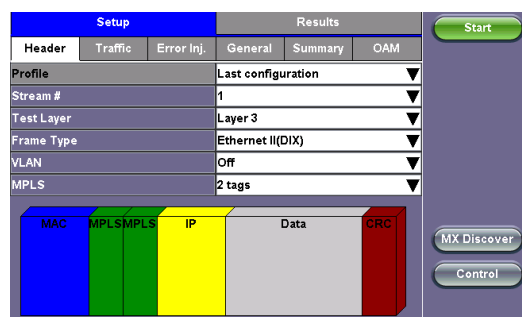 Setup Results Start
Header Traffic Error Inj. General Summary OAM
Profile Last configuration
Stream # 1
Test Layer Layer 3
Frame Type Ethernet II(DIX)
VLAN Off
MPLS 2 tags
MAC MPLS MPLS IP Data CRC
MX Discover
Control